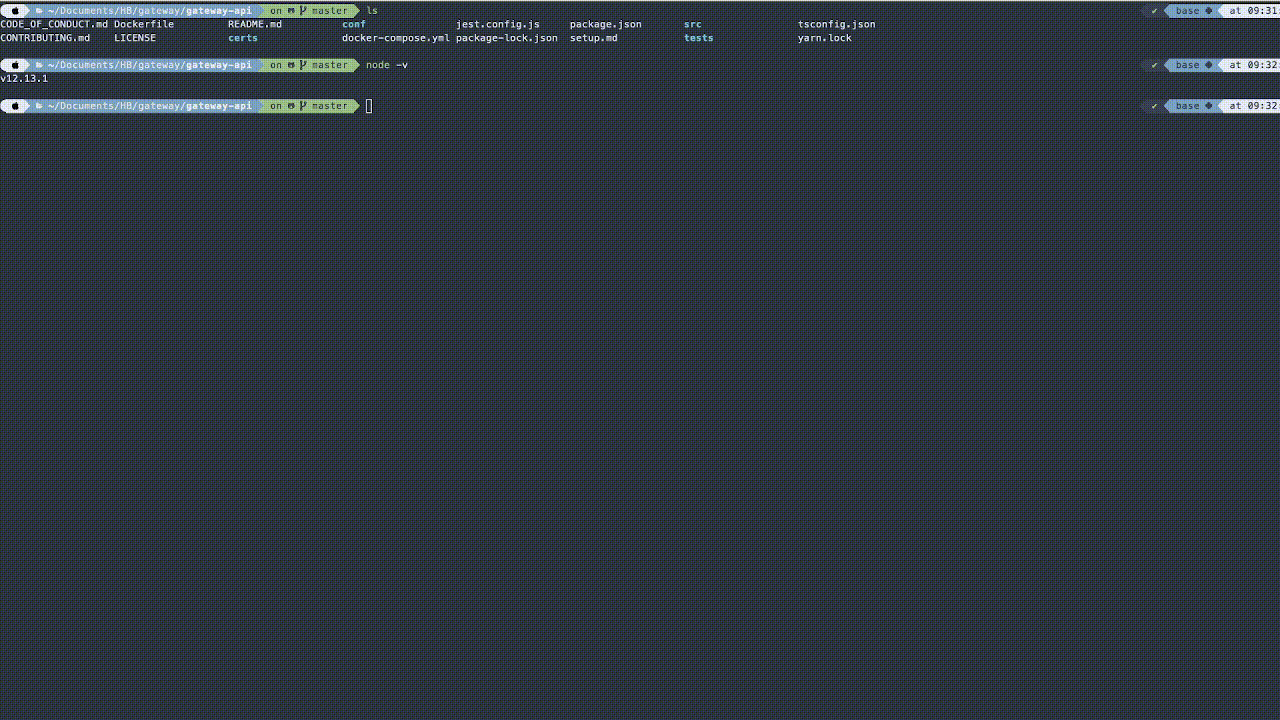 ~/Documents/HB/gateway/gateway-api on master ls ✔ base at 09:31:
CODE_OF_CONDUCT.md Dockerfile README.md conf jest.config.js package.json src tsconfig.json
CONTRIBUTING.md LICENSE certs docker-compose.yml package-lock.json setup.md tests yarn.lock
~/Documents/HB/gateway/gateway-api on master node -v ✔ base at 09:32:
v12.13.1
~/Documents/HB/gateway/gateway-api on master ✔ base at 09:32: